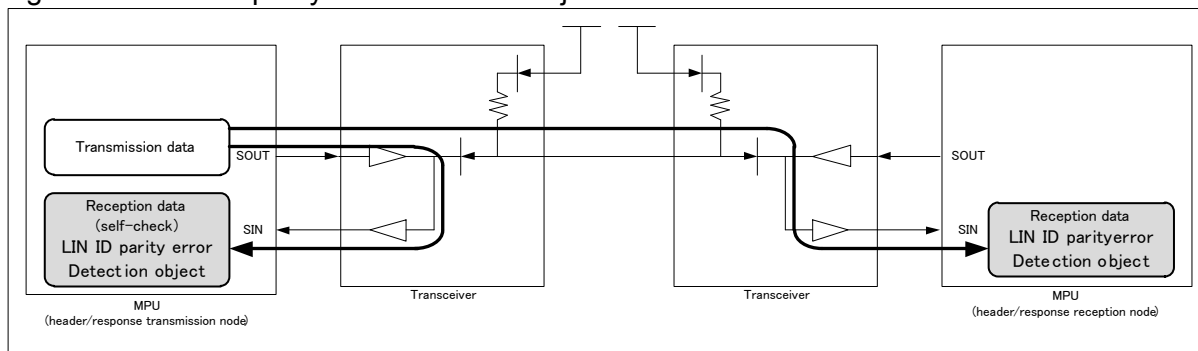 Transmission data
SOUT
Reception data
(self-check)
LIN ID parity error
Detection object
SIN
MPU
(header/response transmission node)
Transceiver
Transceiver
SOUT
SIN
Reception data
LIN ID parityerror
Detection object
MPU
(header/response reception node)